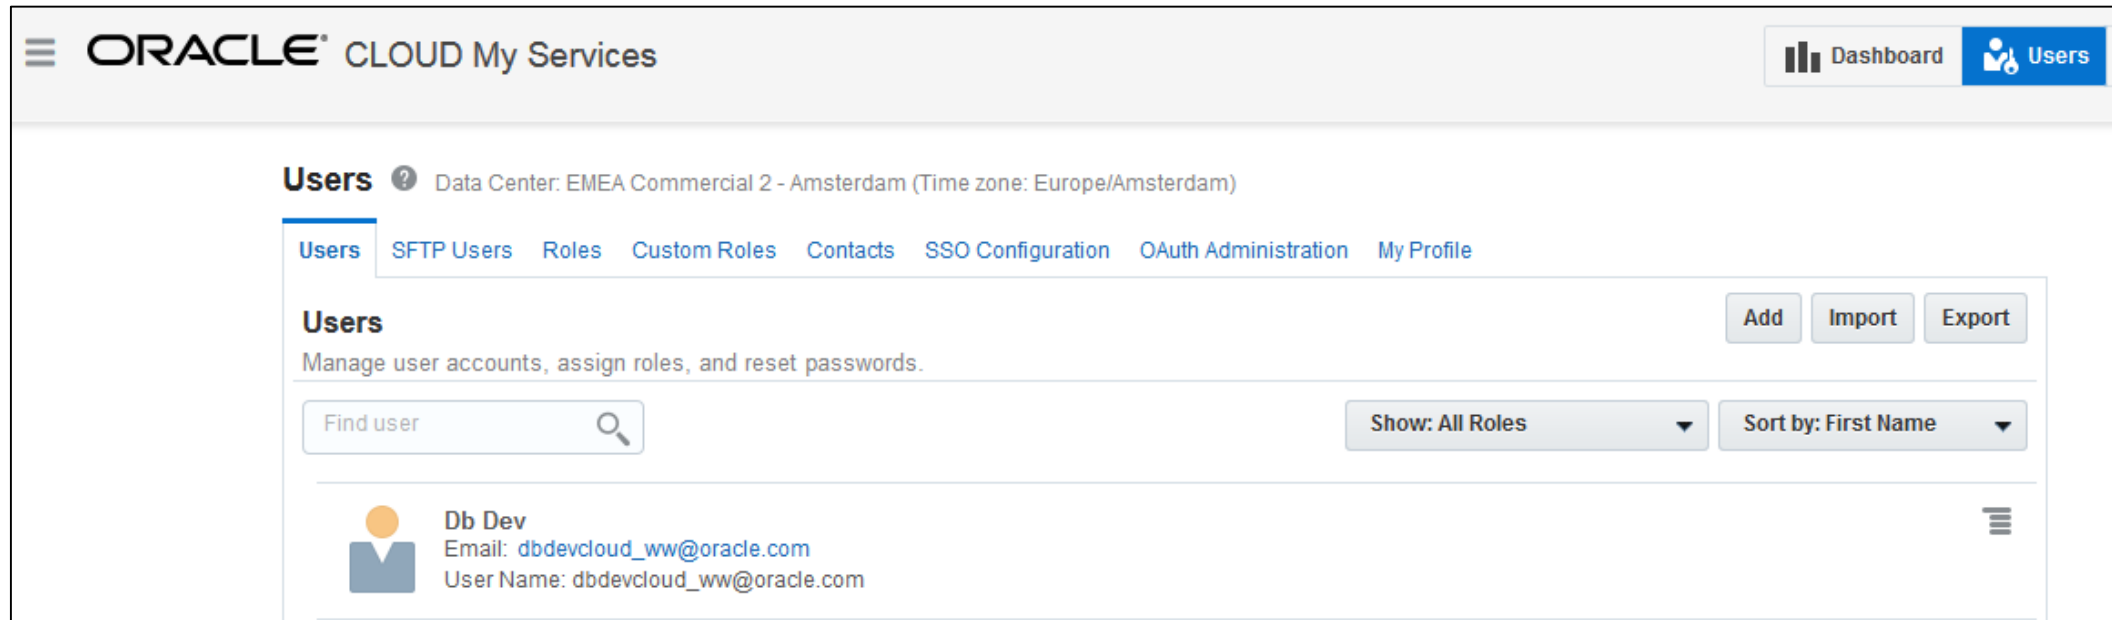 ORACLE® CLOUD My Services
Dashboard Users
Users ? Data Center: EMEA Commercial 2 - Amsterdam (Time zone: Europe/Amsterdam)
Users SFTP Users Roles Custom Roles Contacts SSO Configuration OAuth Administration My Profile
Users
Add Import Export
Manage user accounts, assign roles, and reset passwords.
Find user
Show: All Roles Sort by: First Name
Db Dev
Email: dbdevcloud_ww@oracle.com
User Name: dbdevcloud_ww@oracle.com